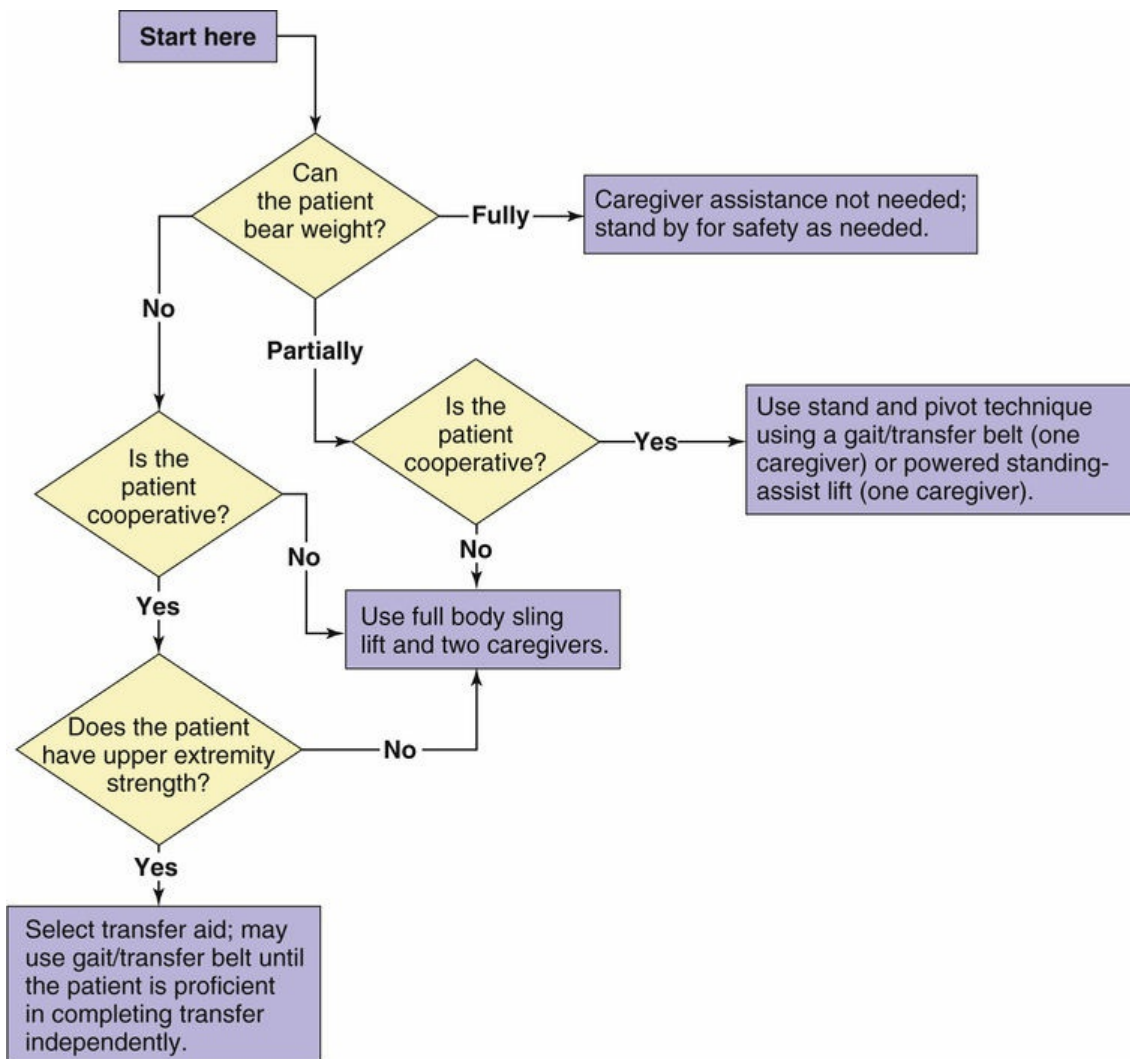 Start here
Can
the patient
bear weight?
Fully
Caregiver assistance not needed;
stand by for safety as needed.
No
Partially
Is the
patient
cooperative?
Yes
Use stand and pivot technique
using a gait/transfer belt (one
caregiver) or powered standing-
assist lift (one caregiver).
Is the
patient
cooperative?
No
No
Yes
Use full body sling
lift and two caregivers.
Does the patient
have upper extremity
strength?
No
Yes
Select transfer aid; may
use gait/transfer belt until
the patient is proficient
in completing transfer
independently.